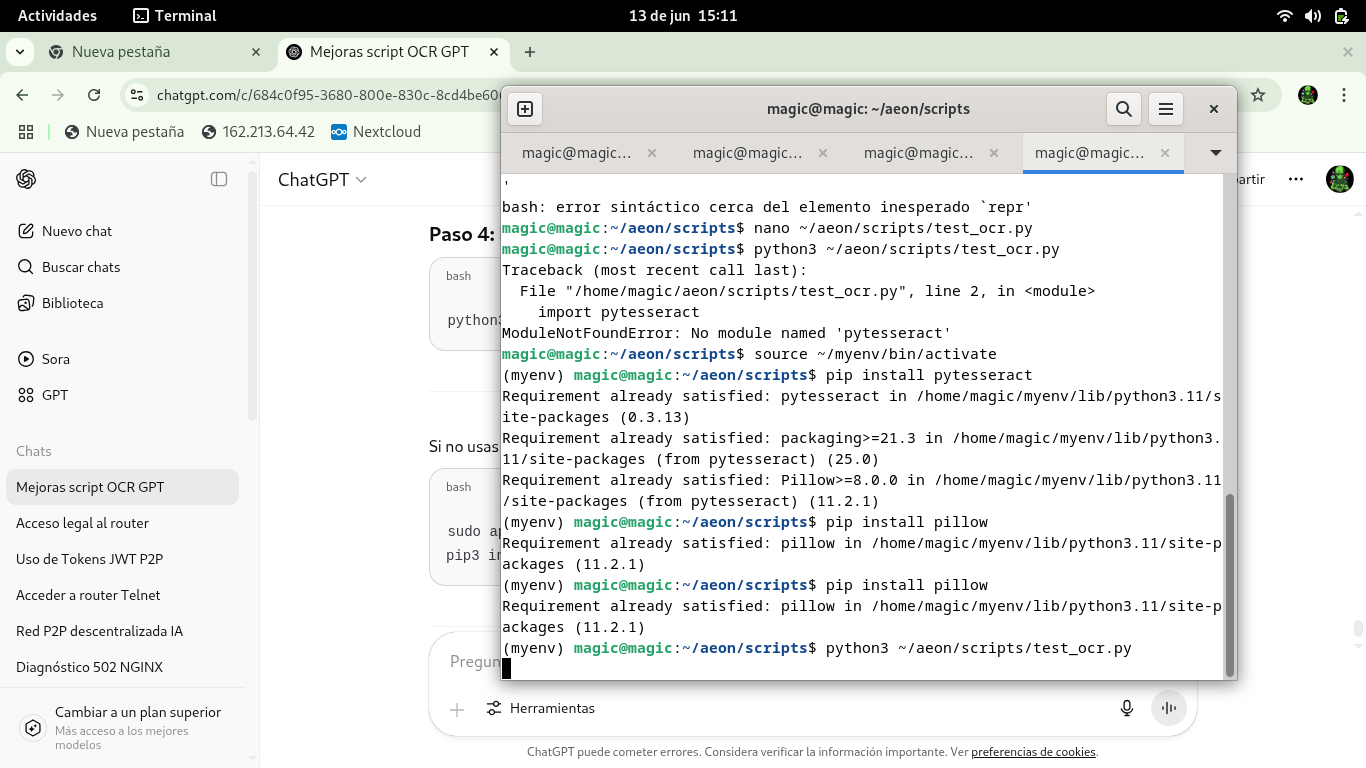 Actividades
Terminal
13 de jun 15:11
Nueva pestaña
Mejoras script OCR GPT
chatgpt.com/c/684c0f95-3680-800e-830c-8cd4be60
Nueva pestaña
162.213.64.42
Nextcloud
magic@magic: ~/aeon/scripts
magic@magic...
magic@magic...
magic@magic...
magic@magic...
ChatGPT
artir
Nuevo chat
Buscar chats
Biblioteca
Sora
GPT
Chats
Mejoras script OCR GPT
Acceso legal al router
Uso de Tokens JWT P2P
Acceder a router Telnet
Red P2P descentralizada IA
Diagnóstico 502 NGINX
Cambiar a un plan superior
Más acceso a los mejores
modelos
Paso 4:
bash
python3
Si no usas
bash
sudo ap
pip3 in
'
bash: error sintáctico cerca del elemento inesperado `repr'
magic@magic:~/aeon/scripts$ nano ~/aeon/scripts/test_ocr.py
magic@magic:~/aeon/scripts$ python3 ~/aeon/scripts/test_ocr.py
Traceback (most recent call last):
  File "/home/magic/aeon/scripts/test_ocr.py", line 2, in <module>
    import pytesseract
ModuleNotFoundError: No module named 'pytesseract'
magic@magic:~/aeon/scripts$ source ~/myenv/bin/activate
(myenv) magic@magic:~/aeon/scripts$ pip install pytesseract
Requirement already satisfied: pytesseract in /home/magic/myenv/lib/python3.11/s
ite-packages (0.3.13)
Requirement already satisfied: packaging>=21.3 in /home/magic/myenv/lib/python3.
11/site-packages (from pytesseract) (25.0)
Requirement already satisfied: Pillow>=8.0.0 in /home/magic/myenv/lib/python3.11
/site-packages (from pytesseract) (11.2.1)
(myenv) magic@magic:~/aeon/scripts$ pip install pillow
Requirement already satisfied: pillow in /home/magic/myenv/lib/python3.11/site-p
ackages (11.2.1)
(myenv) magic@magic:~/aeon/scripts$ pip install pillow
Requirement already satisfied: pillow in /home/magic/myenv/lib/python3.11/site-p
ackages (11.2.1)
(myenv) magic@magic:~/aeon/scripts$ python3 ~/aeon/scripts/test_ocr.py
Pregun
Herramientas
ChatGPT puede cometer errores. Considera verificar la información importante. Ver preferencias de cookies.